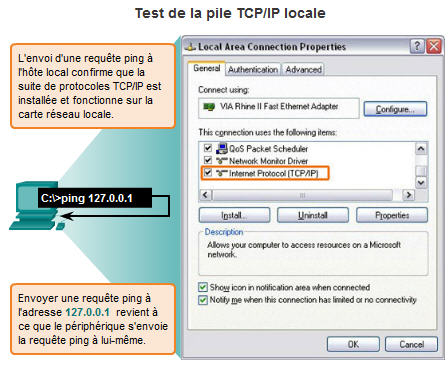 Test de la pile TCP/IP locale
L'envoi d'une requête ping à
l'hôte local confirme que la
suite de protocoles TCP/IP est
installée et fonctionne sur la
carte réseau locale.
C:\>ping 127.0.0.1
Envoyer une requête ping à
l'adresse 127.0.0.1 revient à
ce que le périphérique s'envoie
la requête ping à lui-même.
Local Area Connection Properties
General
Authentication
Advanced
Connect using:
VIA Rhine II Fast Ethernet Adapter
Configure...
This connection uses the following items:
QoS Packet Scheduler
Network Monitor Driver
Internet Protocol (TCP/IP)
Install...
Uninstall
Properties
Description
Allows your computer to access resources on a Microsoft
network.
Show icon in notification area when connected
Notify me when this connection has limited or no connectivity
OK
Cancel